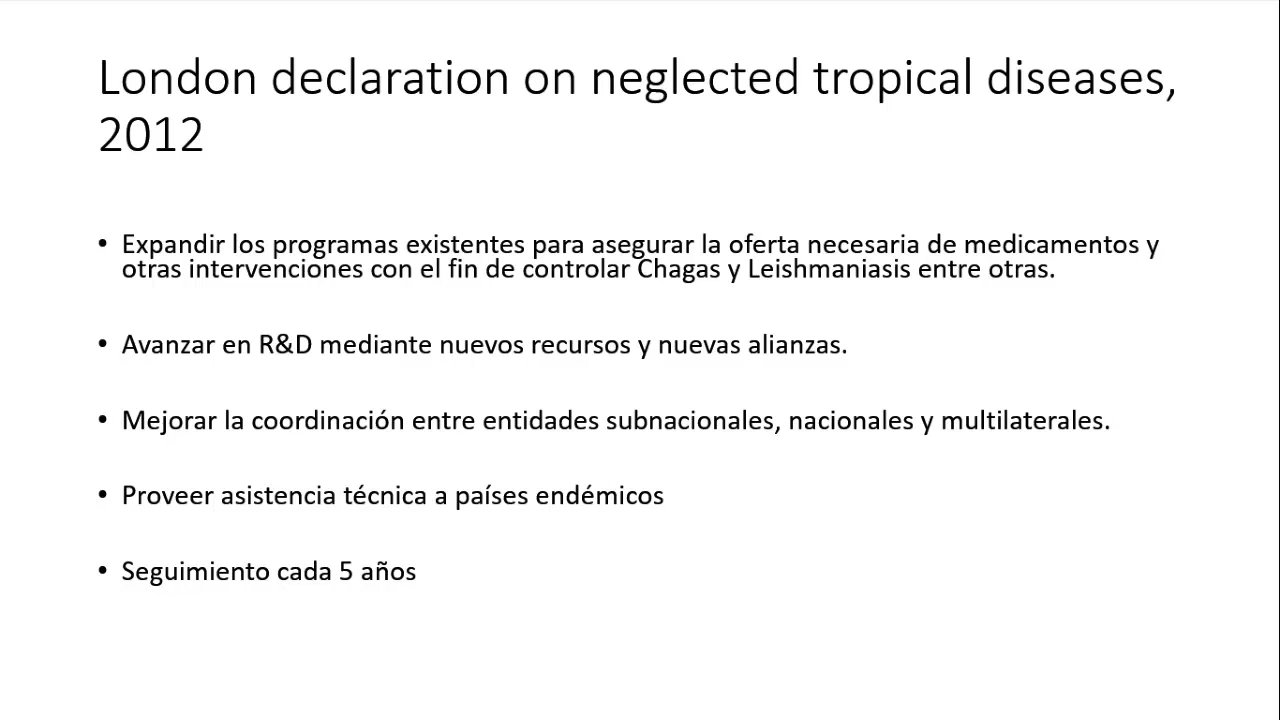 London declaration on neglected tropical diseases,
2012
• Expandir los programas existentes para asegurar la oferta necesaria de medicamentos y
otras intervenciones con el fin de controlar Chagas y Leishmaniasis entre otras.
• Avanzar en R&D mediante nuevos recursos y nuevas alianzas.
• Mejorar la coordinación entre entidades subnacionales, nacionales y multilaterales.
• Proveer asistencia técnica a países endémicos
• Seguimiento cada 5 años